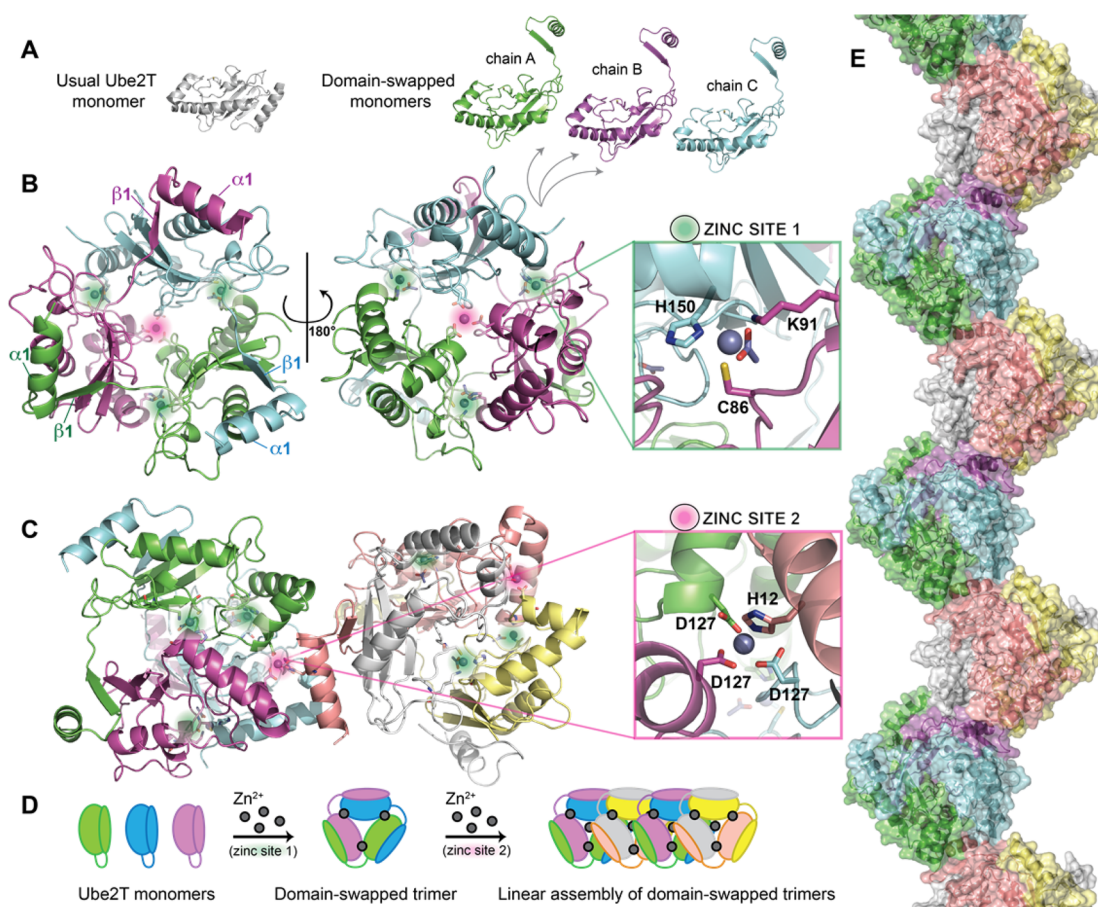 A
Usual Ube2T
monomer
Domain-swapped
monomers
chain A
chain B
chain C
E
B
β1
α1
α1
β1
β1
α1
180°
ZINC SITE 1
H150
K91
C86
C
ZINC SITE 2
H12
D127
D127
D127
D
Zn²⁺
(zinc site 1)
Zn²⁺
(zinc site 2)
Ube2T monomers
Domain-swapped trimer
Linear assembly of domain-swapped trimers